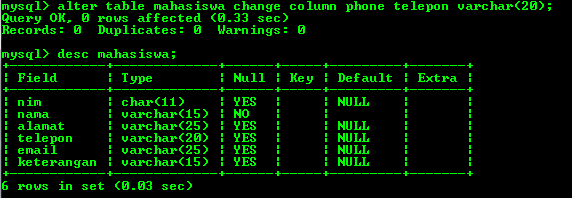 mysql> alter table mahasiswa change column phone telepon varchar(20);
Query OK, 0 rows affected (0.33 sec)
Records: 0  Duplicates: 0  Warnings: 0

mysql> desc mahasiswa;
+------------+-------------+------+-----+---------+-------+
| Field      | Type        | Null | Key | Default | Extra |
+------------+-------------+------+-----+---------+-------+
| nim        | char(11)    | YES  |     | NULL    |       |
| nama       | varchar(15) | NO   |     |         |       |
| alamat     | varchar(25) | YES  |     | NULL    |       |
| telepon    | varchar(20) | YES  |     | NULL    |       |
| email      | varchar(25) | YES  |     | NULL    |       |
| keterangan | varchar(15) | YES  |     | NULL    |       |
+------------+-------------+------+-----+---------+-------+
6 rows in set (0.03 sec)